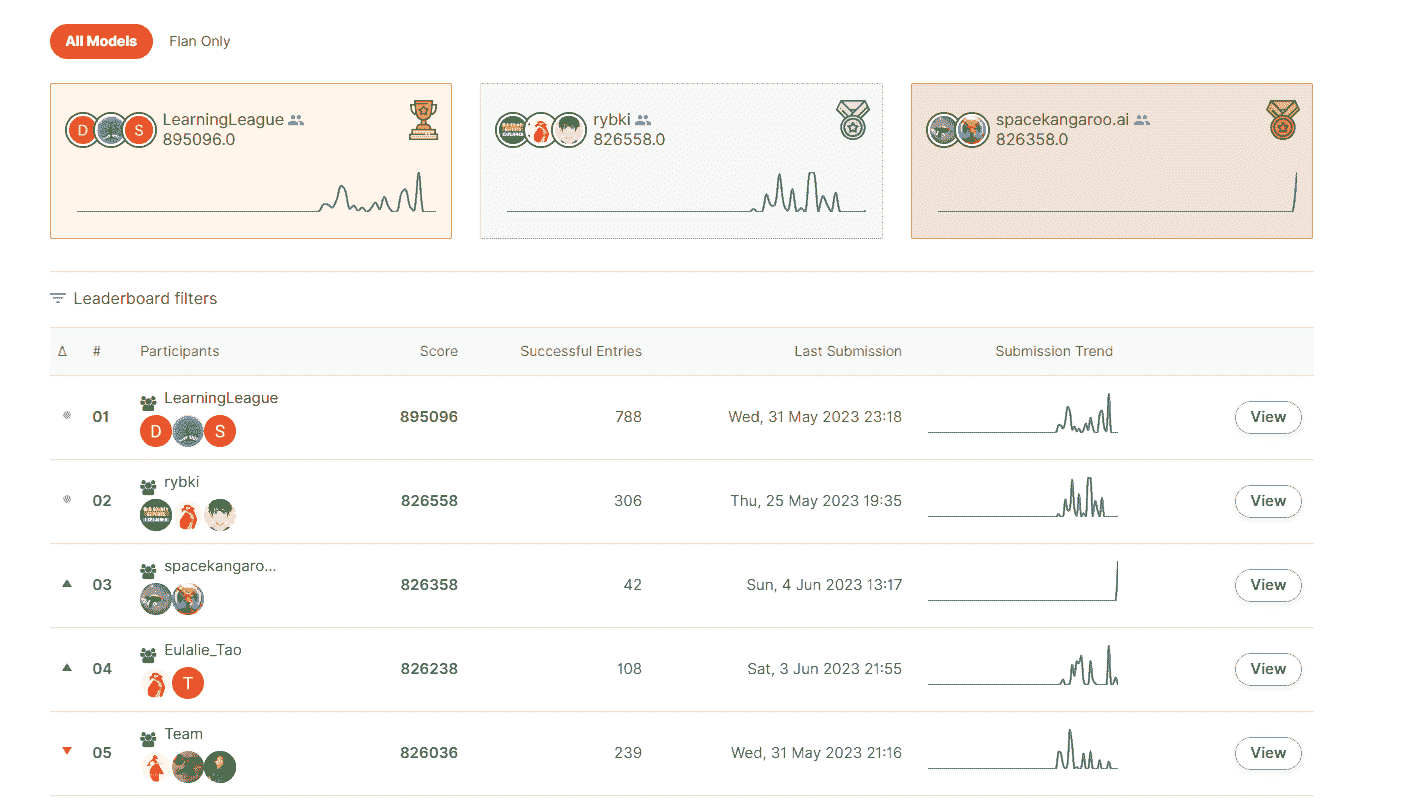 All Models Flan Only
D S LearningLeague
895096.0
rybki
826558.0
spacekangaroo.ai
826358.0
Leaderboard filters
Δ # Participants Score Successful Entries Last Submission Submission Trend
01 LearningLeague 895096 788 Wed, 31 May 2023 23:18 View
D S
02 rybki 826558 306 Thu, 25 May 2023 19:35 View
03 spacekangaro... 826358 42 Sun, 4 Jun 2023 13:17 View
04 Eulalie_Tao 826238 108 Sat, 3 Jun 2023 21:55 View
T
05 Team 826036 239 Wed, 31 May 2023 21:16 View